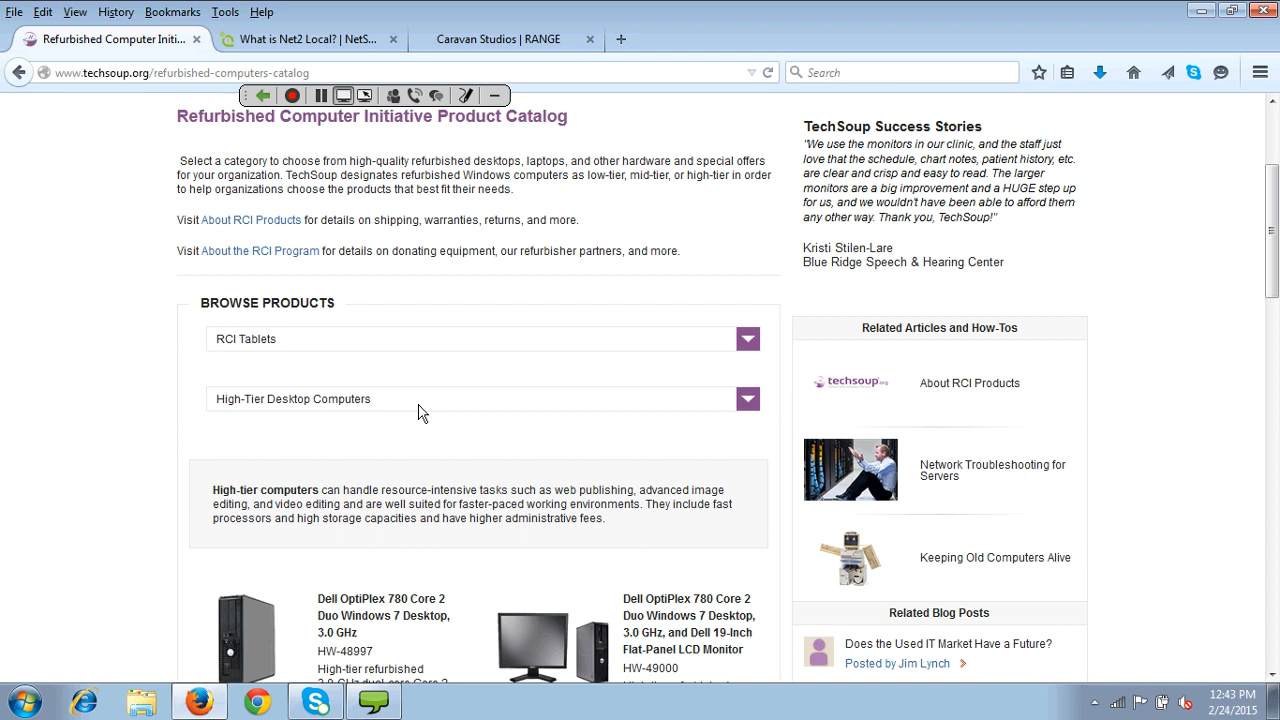 File Edit View History Bookmarks Tools Help
Refurbished Computer Initi... What is Net2 Local? | NetS... Caravan Studios | RANGE
www.techsoup.org/refurbished-computers-catalog Search
Refurbished Computer Initiative Product Catalog
Select a category to choose from high-quality refurbished desktops, laptops, and other hardware and special offers
for your organization. TechSoup designates refurbished Windows computers as low-tier, mid-tier, or high-tier in order
to help organizations choose the products that best fit their needs.
Visit About RCI Products for details on shipping, warranties, returns, and more.
Visit About the RCI Program for details on donating equipment, our refurbisher partners, and more.
BROWSE PRODUCTS
RCI Tablets
High-Tier Desktop Computers
High-tier computers can handle resource-intensive tasks such as web publishing, advanced image
editing, and video editing and are well suited for faster-paced working environments. They include fast
processors and high storage capacities and have higher administrative fees.
Dell OptiPlex 780 Core 2
Duo Windows 7 Desktop,
3.0 GHz
HW-48997
High-tier refurbished
3.0 GHz dual-core Core 2
Dell OptiPlex 780 Core 2
Duo Windows 7 Desktop,
3.0 GHz, and Dell 19-Inch
Flat-Panel LCD Monitor
HW-49000
TechSoup Success Stories
"We use the monitors in our clinic, and the staff just
love that the schedule, chart notes, patient history, etc.
are clear and crisp and easy to read. The larger
monitors are a big improvement and a HUGE step up
for us, and we wouldn't have been able to afford them
any other way. Thank you, TechSoup!"
Kristi Stilen-Lare
Blue Ridge Speech & Hearing Center
Related Articles and How-Tos
techsoup.org
About RCI Products
Network Troubleshooting for
Servers
Keeping Old Computers Alive
Related Blog Posts
Does the Used IT Market Have a Future?
Posted by Jim Lynch
12:43 PM
2/24/2015